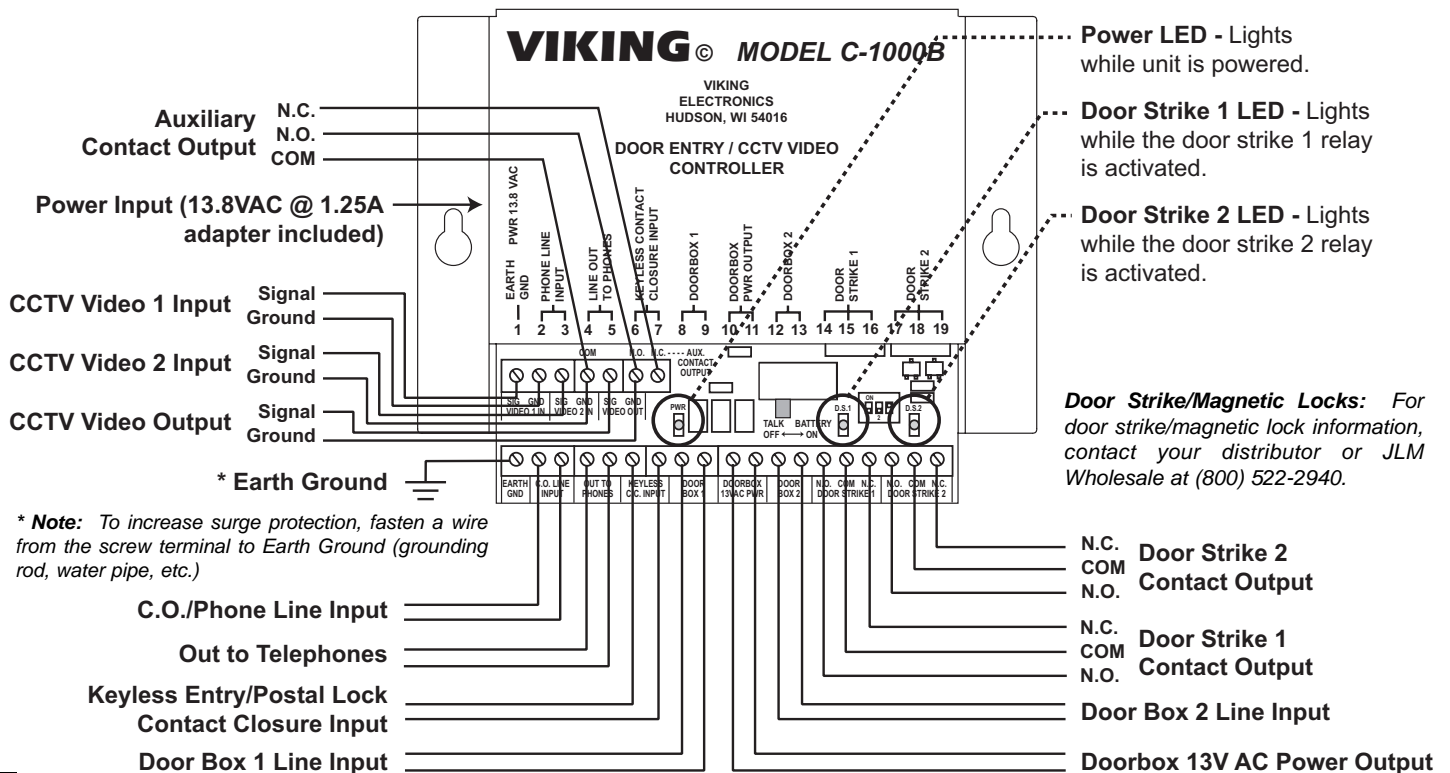 VIKING© MODEL C-1000B
VIKING
ELECTRONICS
HUDSON, WI 54016
DOOR ENTRY / CCTV VIDEO
CONTROLLER
Auxiliary
Contact Output
N.C.
N.O.
COM
Power Input (13.8VAC @ 1.25A
adapter included)
CCTV Video 1 Input
Signal
Ground
CCTV Video 2 Input
Signal
Ground
CCTV Video Output
Signal
Ground
* Earth Ground
* Note: To increase surge protection, fasten a wire
from the screw terminal to Earth Ground (grounding
rod, water pipe, etc.)
C.O./Phone Line Input
Out to Telephones
Keyless Entry/Postal Lock
Contact Closure Input
Door Box 1 Line Input
PWR 13.8 VAC
EARTH
GND
PHONE LINE
INPUT
LINE OUT
TO PHONES
KEYLESS CONTACT
CLOSURE INPUT
DOORBOX 1
DOORBOX
PWR OUTPUT
DOORBOX 2
DOOR
STRIKE 1
DOOR
STRIKE 2
1 2 3 4 5 6 7 8 9 10 11 12 13 14 15 16 17 18 19
COM N.O. N.C. ---- AUX.
CONTACT
OUTPUT
SIG GND SIG GND SIG GND
VIDEO 1 IN VIDEO 2 IN VIDEO OUT
PWR
TALK BATTERY
OFF ⟷ ON
D.S.1
ON
2
D.S.2
EARTH
GND
C.O. LINE
INPUT
OUT TO
PHONES
KEYLESS
C.C. INPUT
DOOR
BOX 1
DOORBOX
13VAC PWR
DOOR
BOX 2
N.O. COM N.C.
DOOR STRIKE 1
N.O. COM N.C.
DOOR STRIKE 2
Power LED - Lights
while unit is powered.
Door Strike 1 LED - Lights
while the door strike 1 relay
is activated.
Door Strike 2 LED - Lights
while the door strike 2 relay
is activated.
Door Strike/Magnetic Locks: For
door strike/magnetic lock information,
contact your distributor or JLM
Wholesale at (800) 522-2940.
N.C.
COM
N.O.
Door Strike 2
Contact Output
N.C.
COM
N.O.
Door Strike 1
Contact Output
Door Box 2 Line Input
Doorbox 13V AC Power Output